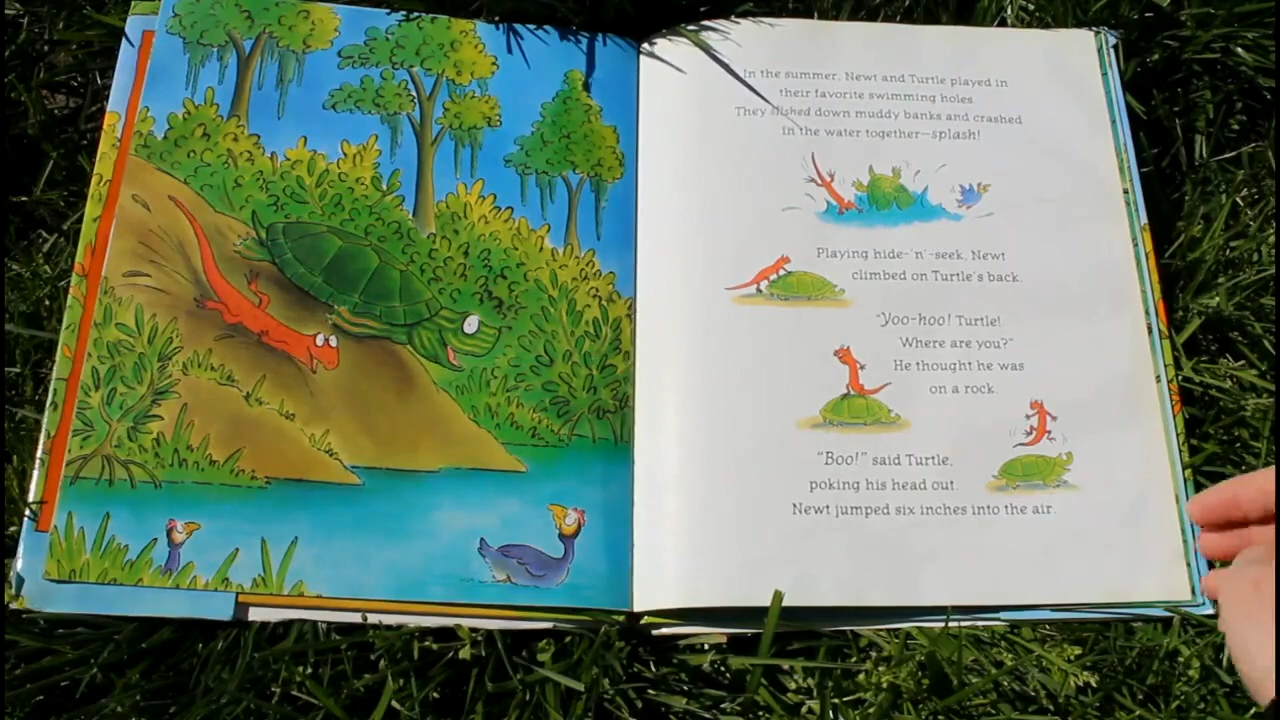 In the summer, Newt and Turtle played in
their favorite swimming holes.
They slished down muddy banks and crashed
in the water together—splash!
Playing hide-'n'-seek, Newt
climbed on Turtle's back.
"Yoo-hoo! Turtle!
Where are you?"
He thought he was
on a rock.
"Boo!" said Turtle,
poking his head out.
Newt jumped six inches into the air.